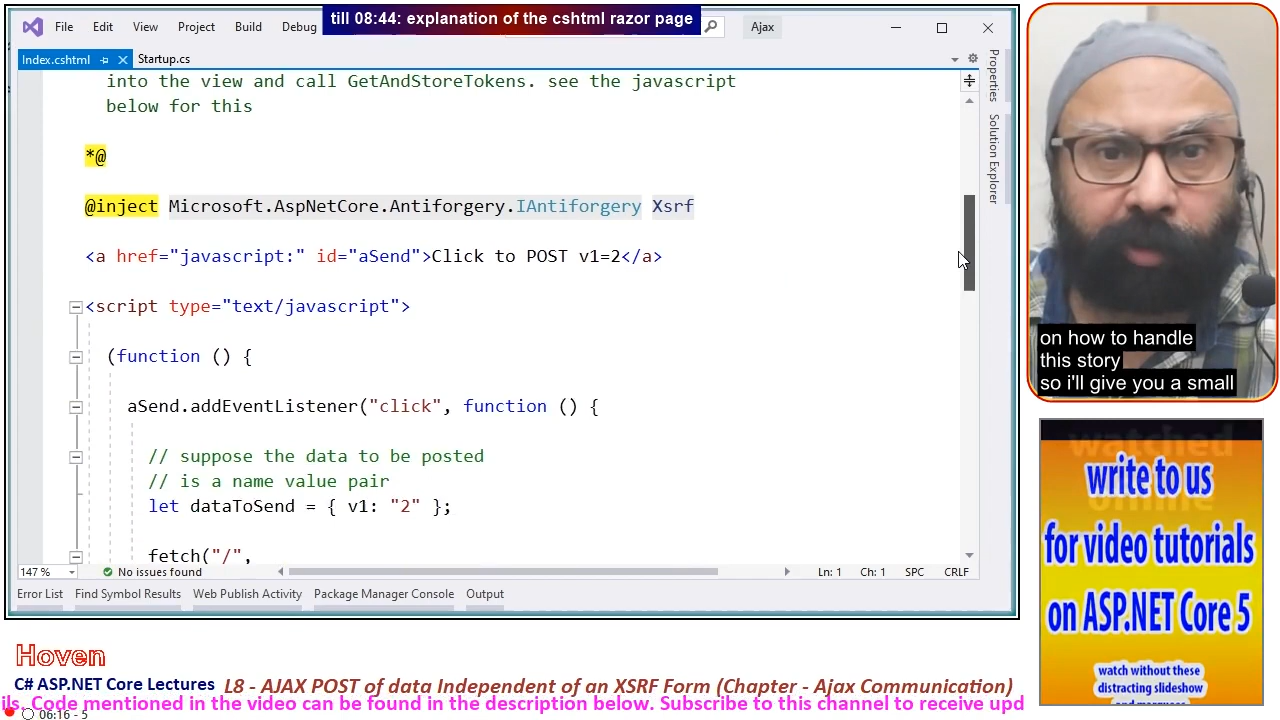 till 08:44: explanation of the cshtml razor page
File Edit View Project Build Debug Ajax
Index.cshtml Startup.cs
into the view and call GetAndStoreTokens. see the javascript
below for this
*@
@inject Microsoft.AspNetCore.Antiforgery.IAntiforgery Xsrf
<a href="javascript:" id="aSend">Click to POST v1=2</a>
<script type="text/javascript">
(function () {
aSend.addEventListener("click", function () {
// suppose the data to be posted
// is a name value pair
let dataToSend = { v1: "2" };
fetch("/",
147 % No issues found Ln: 1 Ch: 1 SPC CRLF
Error List Find Symbol Results Web Publish Activity Package Manager Console Output
Properties
Solution Explorer
on how to handle
this story
so i'll give you a small
watched
online
write to us
for video tutorials
on ASP.NET Core 5
watch without these
distracting slideshow
and marquees
Hoven
C# ASP.NET Core Lectures L8 - AJAX POST of data Independent of an XSRF Form (Chapter - Ajax Communication)
ils. Code mentioned in the video can be found in the description below. Subscribe to this channel to receive upd
06:16 - 5